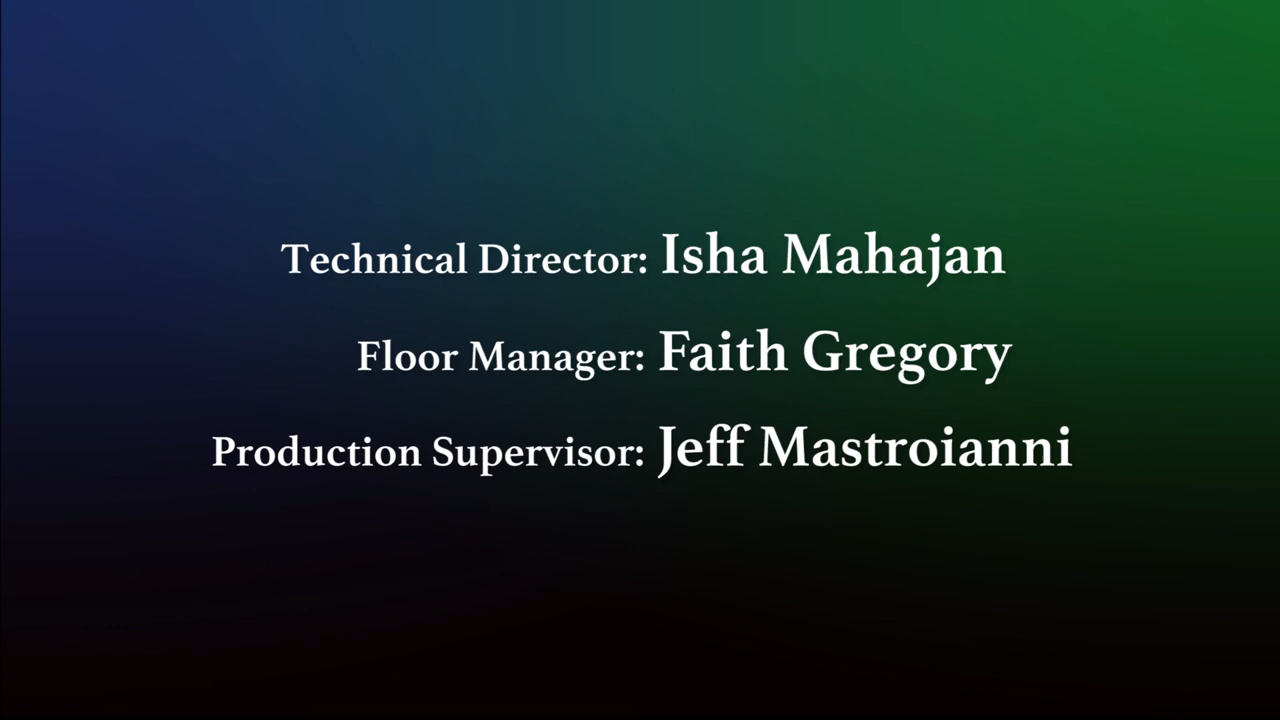 Technical Director: Isha Mahajan
Floor Manager: Faith Gregory
Production Supervisor: Jeff Mastroianni